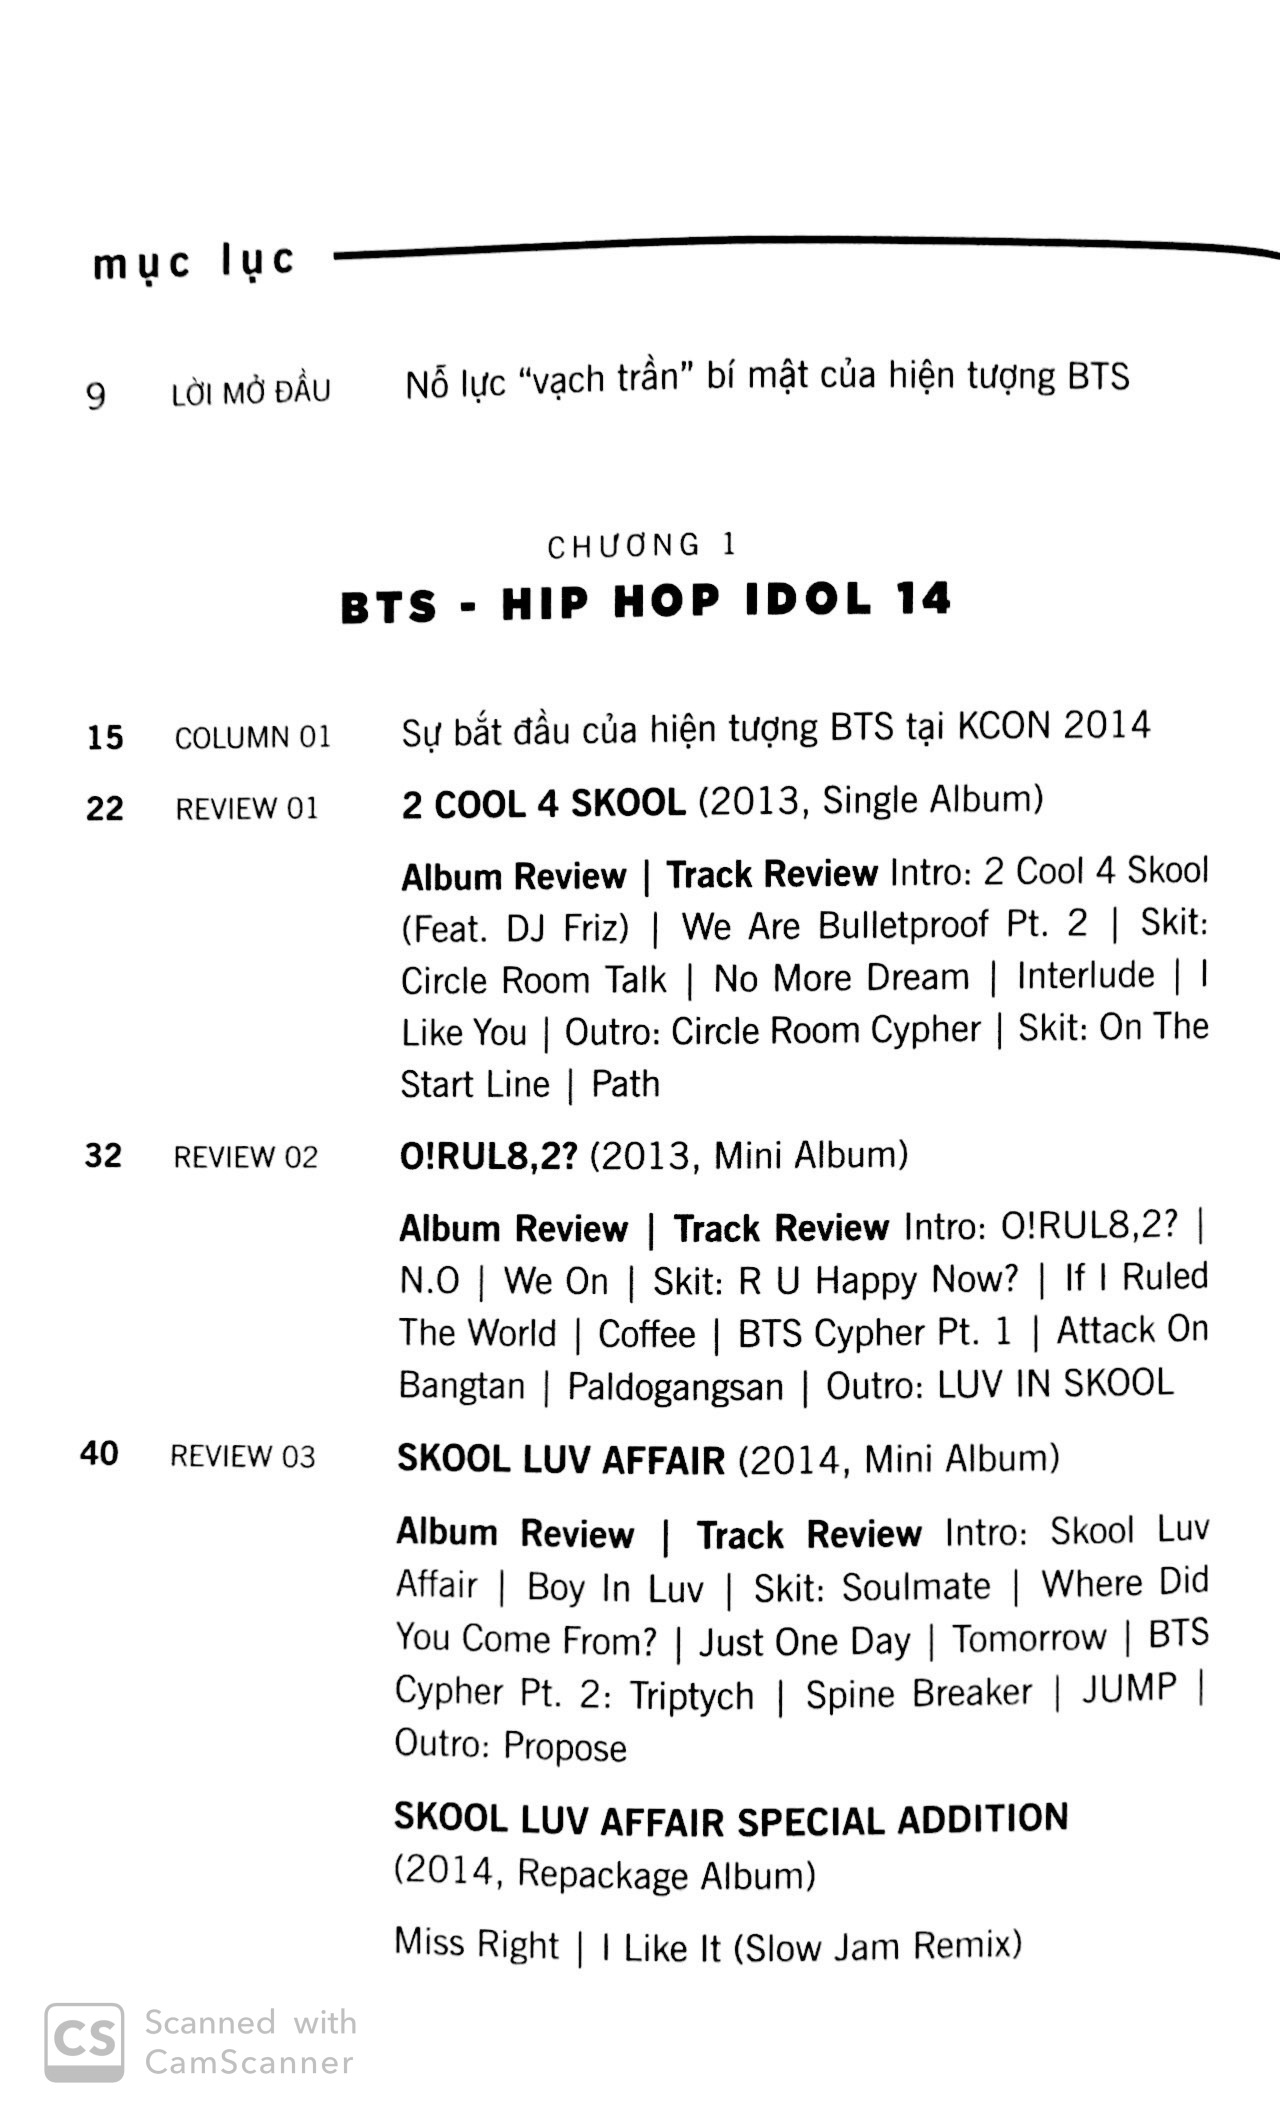 mục lục
9 LỜI MỞ ĐẦU Nỗ lực “vạch trần” bí mật của hiện tượng BTS
CHƯƠNG 1
BTS - HIP HOP IDOL 14
15 COLUMN 01 Sự bắt đầu của hiện tượng BTS tại KCON 2014
22 REVIEW 01 2 COOL 4 SKOOL (2013, Single Album)
Album Review | Track Review Intro: 2 Cool 4 Skool
(Feat. DJ Friz) | We Are Bulletproof Pt. 2 | Skit:
Circle Room Talk | No More Dream | Interlude | I
Like You | Outro: Circle Room Cypher | Skit: On The
Start Line | Path
32 REVIEW 02 O!RUL8,2? (2013, Mini Album)
Album Review | Track Review Intro: O!RUL8,2? |
N.O | We On | Skit: R U Happy Now? | If I Ruled
The World | Coffee | BTS Cypher Pt. 1 | Attack On
Bangtan | Paldogangsan | Outro: LUV IN SKOOL
40 REVIEW 03 SKOOL LUV AFFAIR (2014, Mini Album)
Album Review | Track Review Intro: Skool Luv
Affair | Boy In Luv | Skit: Soulmate | Where Did
You Come From? | Just One Day | Tomorrow | BTS
Cypher Pt. 2: Triptych | Spine Breaker | JUMP |
Outro: Propose
SKOOL LUV AFFAIR SPECIAL ADDITION
(2014, Repackage Album)
Miss Right | I Like It (Slow Jam Remix)
CS Scanned with
CamScanner